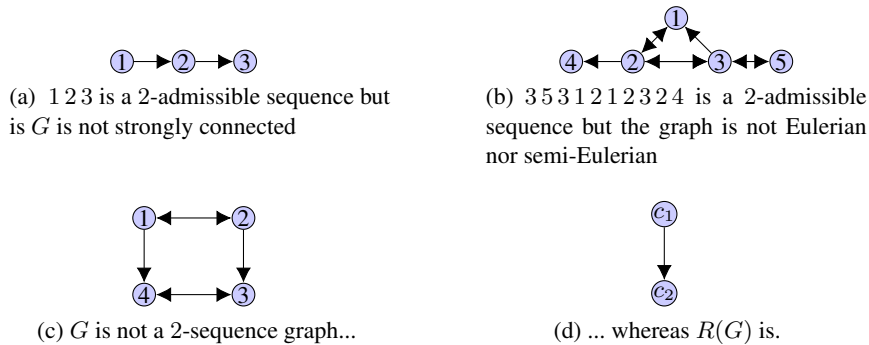 1 2 3
1
4 2 3 5
(a) 1 2 3 is a 2-admissible sequence but
is G is not strongly connected
(b) 3 5 3 1 2 1 2 3 2 4 is a 2-admissible
sequence but the graph is not Eulerian
nor semi-Eulerian
1 2
4 3
(c) G is not a 2-sequence graph...
c₁
c₂
(d) ... whereas R(G) is.